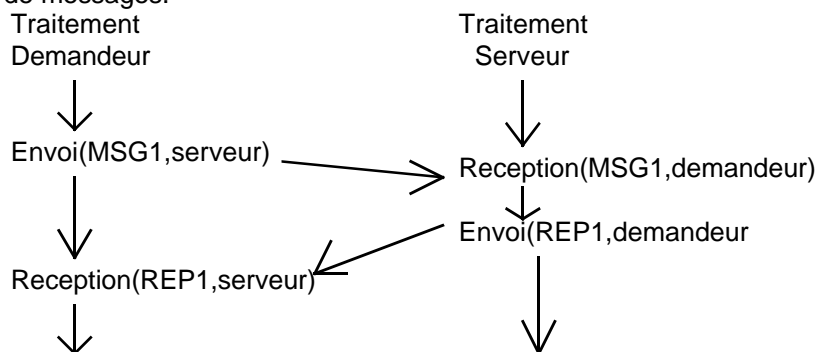 de messages.
Traitement
Demandeur
Traitement
Serveur
Envoi(MSG1,serveur)
Reception(MSG1,demandeur)
Envoi(REP1,demandeur
Reception(REP1,serveur)